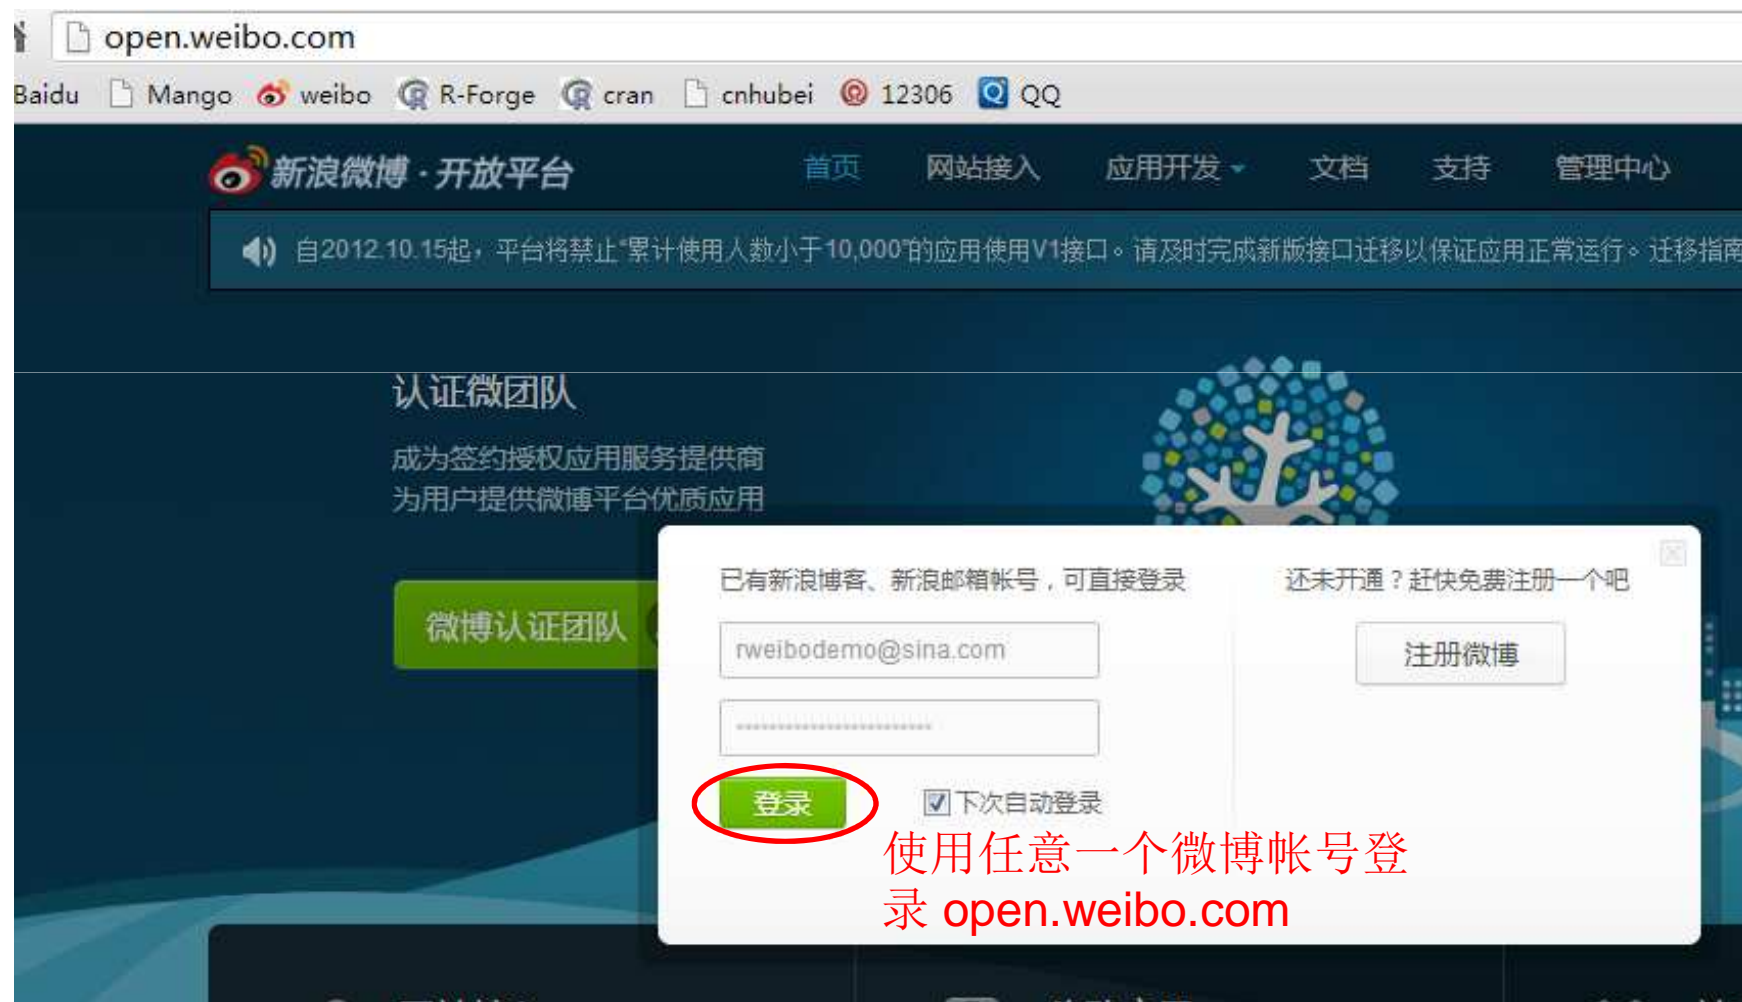 open.weibo.com
Baidu Mango weibo R-Forge cran cnhubei 12306 QQ
新浪微博·开放平台 首页 网站接入 应用开发 文档 支持 管理中心
自2012.10.15起，平台将禁止“累计使用人数小于10,000”的应用使用V1接口。请及时完成新版接口迁移以保证应用正常运行。迁移指南
认证微团队
成为签约授权应用服务提供商
为用户提供微博平台优质应用
微博认证团队
已有新浪博客、新浪邮箱帐号，可直接登录
还未开通？赶快免费注册一个吧
rweibodemo@sina.com
注册微博
登录 下次自动登录
使用任意一个微博帐号登
录 open.weibo.com